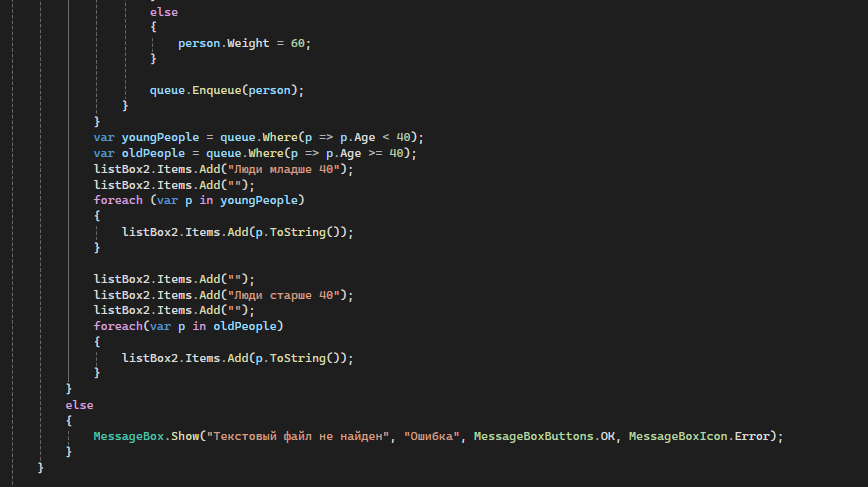 else
{
person.Weight = 60;
}
queue.Enqueue(person);
}
}
var youngPeople = queue.Where(p => p.Age < 40);
var oldPeople = queue.Where(p => p.Age >= 40);
listBox2.Items.Add("Люди младше 40");
listBox2.Items.Add("");
foreach (var p in youngPeople)
{
listBox2.Items.Add(p.ToString());
}
listBox2.Items.Add("");
listBox2.Items.Add("Люди старше 40");
listBox2.Items.Add("");
foreach(var p in oldPeople)
{
listBox2.Items.Add(p.ToString());
}
}
else
{
MessageBox.Show("Текстовый файл не найден", "Ошибка", MessageBoxButtons.OK, MessageBoxIcon.Error);
}
}